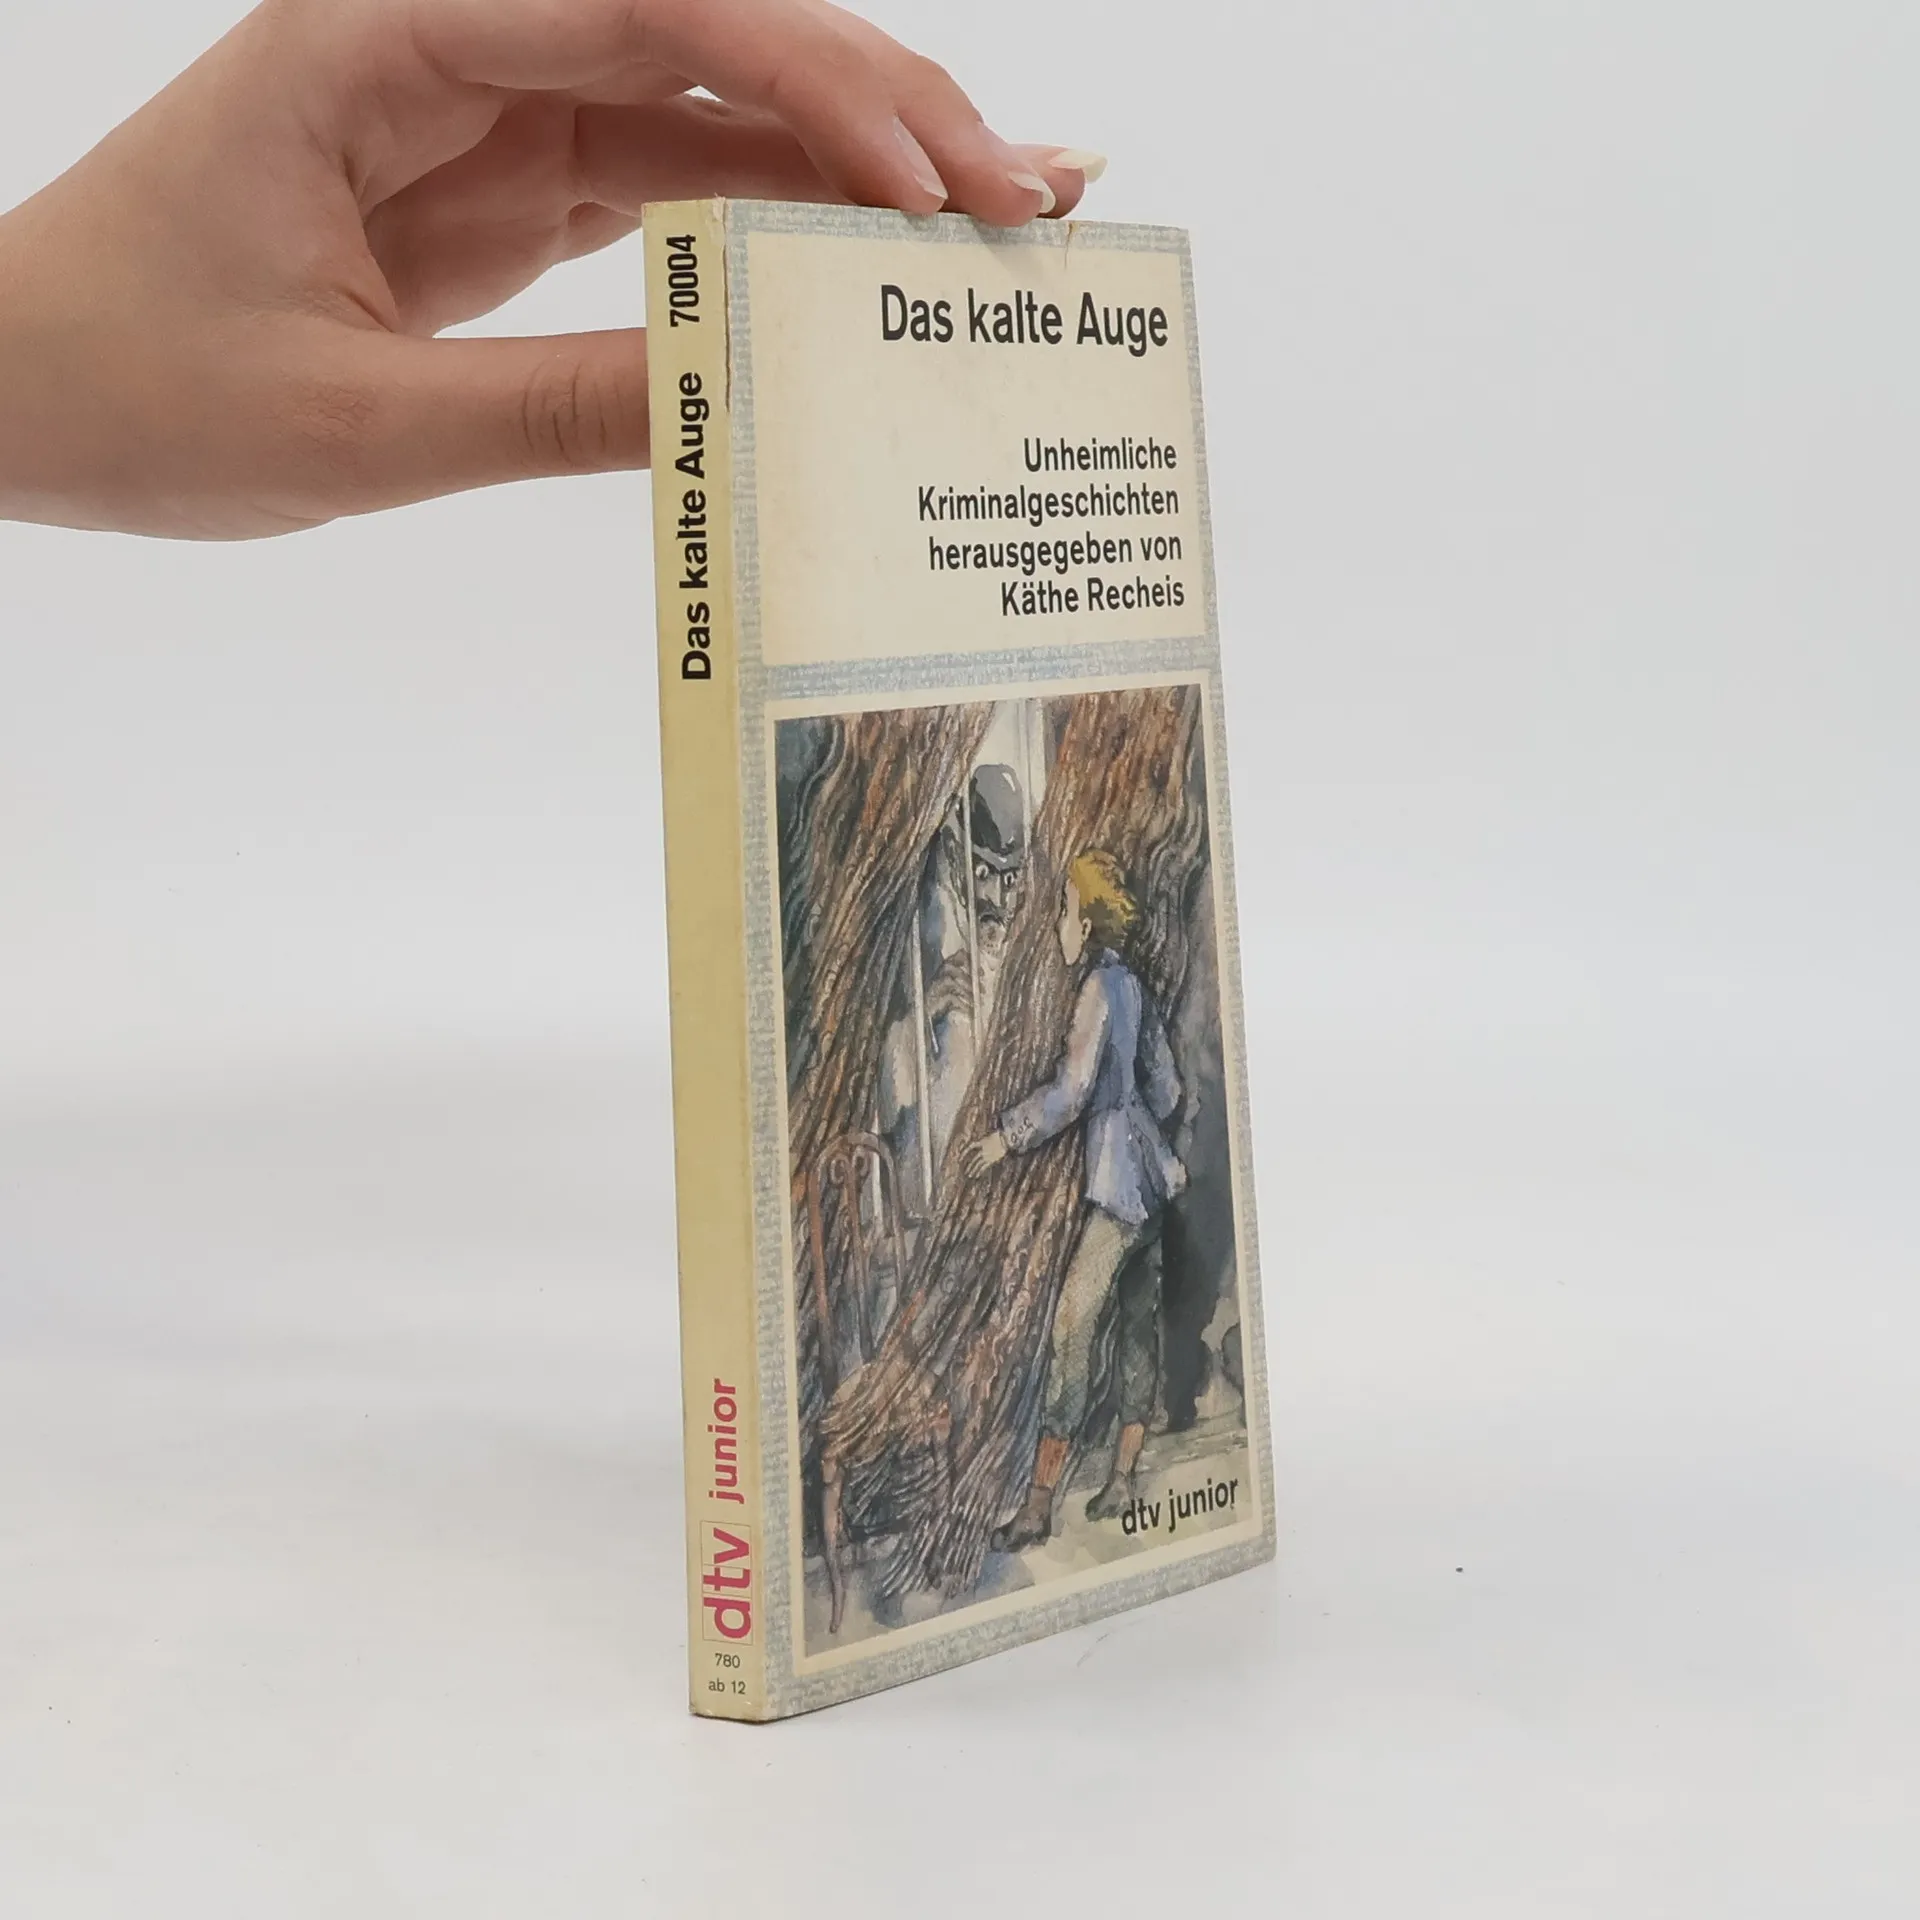 Das kalte Auge 70004
dtv junior
780
ab 12
Das kalte Auge
Unheimliche
Kriminalgeschichten
herausgegeben von
Käthe Recheis
dtv junior